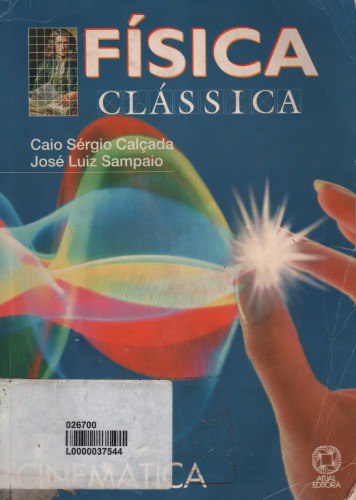 FÍSICA
CLÁSSICA
Caio Sérgio Calçada
José Luiz Sampaio
026700
L0000037544
CINEMÁTICA
ATUAL
EDITORA